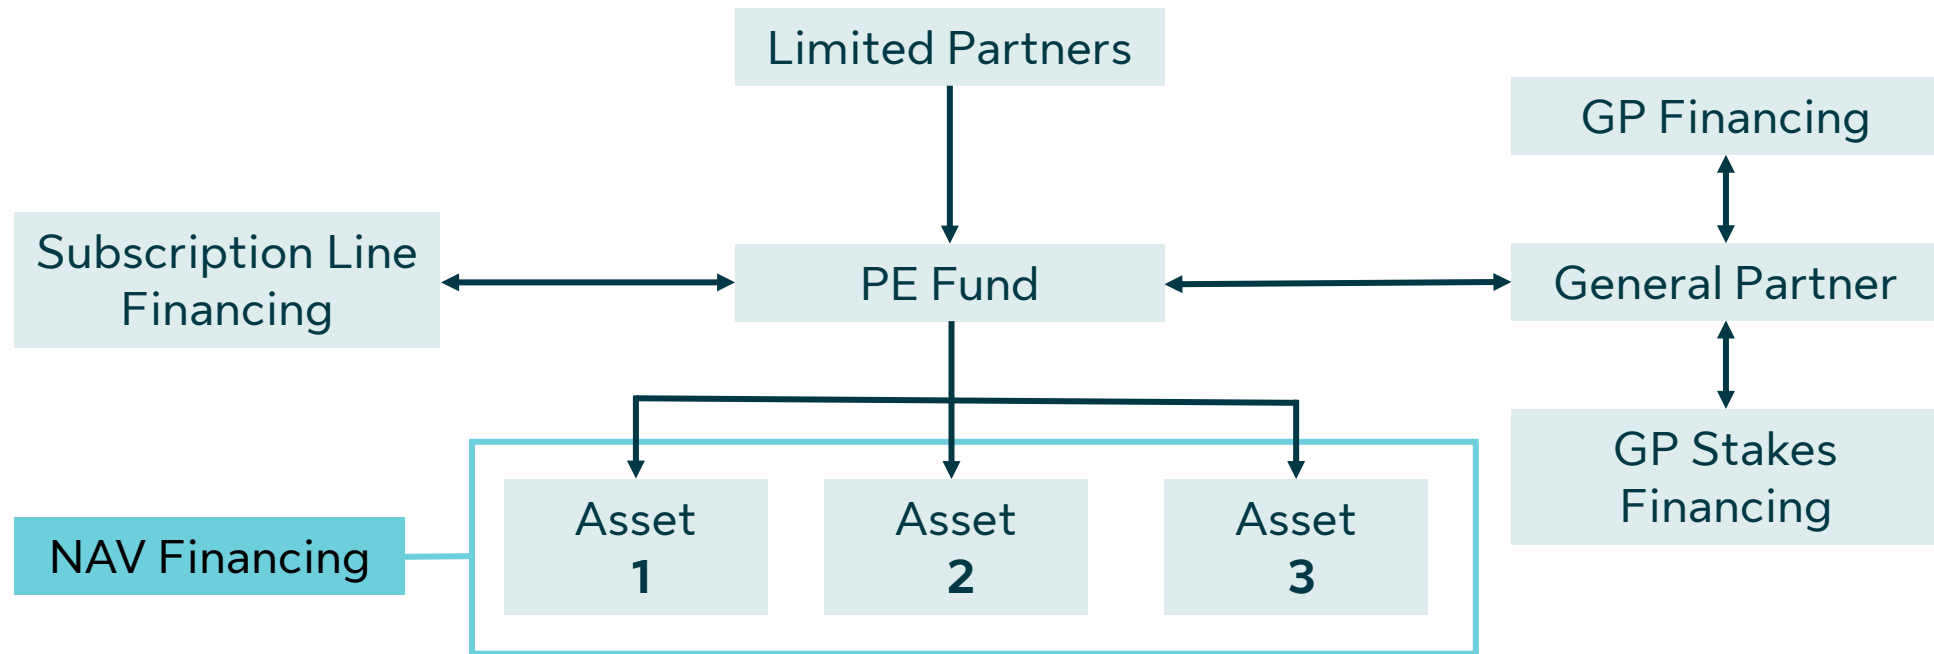 Limited Partners
GP Financing
Subscription Line
Financing
PE Fund
General Partner
GP Stakes
Financing
NAV Financing
Asset
1
Asset
2
Asset
3